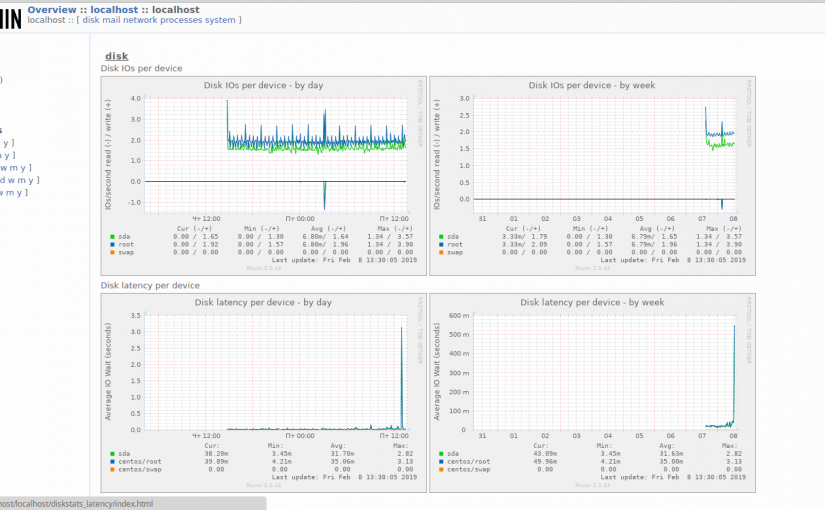 Overview :: localhost :: localhost
localhost :: [ disk mail network processes system ]
disk
Disk IOs per device
Disk IOs per device - by day
IOs/second read (-) / write (+)
4.0
3.0
2.0
1.0
0.0
-1.0
Чт 12:00 Пт 00:00 Пт 12:00
Cur (-/+) Min (-/+) Avg (-/+) Max (-/+)
sda 0.00 / 1.65 0.00 / 1.30 6.80m/ 1.64 1.34 / 3.57
root 0.00 / 1.92 0.00 / 1.57 6.80m/ 1.96 1.34 / 3.90
swap 0.00 / 0.00 0.00 / 0.00 0.00 / 0.00 0.00 / 0.00
Last update: Fri Feb 8 13:30:05 2019
Munin 2.0.43
RRDTOOL / TOBI OETIKER
Disk IOs per device - by week
IOs/second read (-) / write (+)
3.0
2.5
2.0
1.5
1.0
0.5
0.0
31 01 02 03 04 05 06 07 08
Cur (-/+) Min (-/+) Avg (-/+) Max (-/+)
sda 3.33m/ 1.79 0.00 / 1.30 6.79m/ 1.65 1.34 / 3.57
root 3.33m/ 2.09 0.00 / 1.57 6.79m/ 1.96 1.34 / 3.90
swap 0.00 / 0.00 0.00 / 0.00 0.00 / 0.00 0.00 / 0.00
Last update: Fri Feb 8 13:30:05 2019
Munin 2.0.43
RRDTOOL / TOBI OETIKER
y ]
m y ]
w m y ]
d w m y ]
w m y ]
Disk latency per device
Disk latency per device - by day
Average IO Wait (seconds)
3.5
3.0
2.5
2.0
1.5
1.0
0.5
0.0
Чт 12:00 Пт 00:00 Пт 12:00
Cur: Min: Avg: Max:
sda 38.20m 3.45m 31.70m 2.82
centos/root 39.89m 4.21m 35.06m 3.13
centos/swap 0.00 0.00 0.00 0.00
Last update: Fri Feb 8 13:30:05 2019
Munin 2.0.43
RRDTOOL / TOBI OETIKER
Disk latency per device - by week
Average IO Wait (seconds)
600 m
500 m
400 m
300 m
200 m
100 m
0
31 01 02 03 04 05 06 07 08
Cur: Min: Avg: Max:
sda 43.09m 3.45m 31.63m 2.82
centos/root 49.96m 4.21m 35.00m 3.13
centos/swap 0.00 0.00 0.00 0.00
Last update: Fri Feb 8 13:30:05 2019
Munin 2.0.43
RRDTOOL / TOBI OETIKER
host/localhost/diskstats_latency/index.html